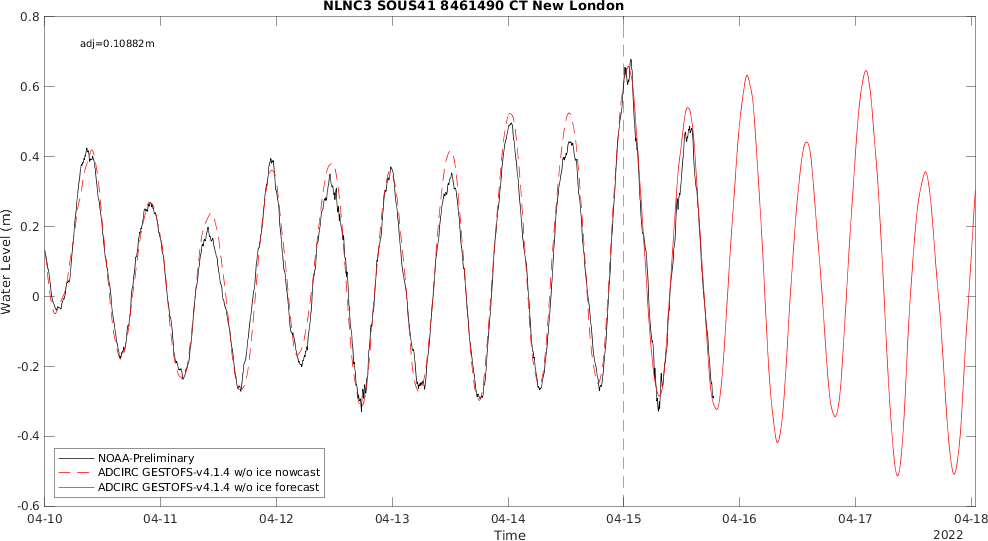 NLNC3 SOUS41 8461490 CT New London
adj=0.10882m
0.8
0.6
0.4
0.2
0
-0.2
-0.4
-0.6
Water Level (m)
NOAA-Preliminary
ADCIRC GESTOFS-v4.1.4 w/o ice nowcast
ADCIRC GESTOFS-v4.1.4 w/o ice forecast
04-10 04-11 04-12 04-13 04-14 04-15 04-16 04-17 04-18
Time
2022